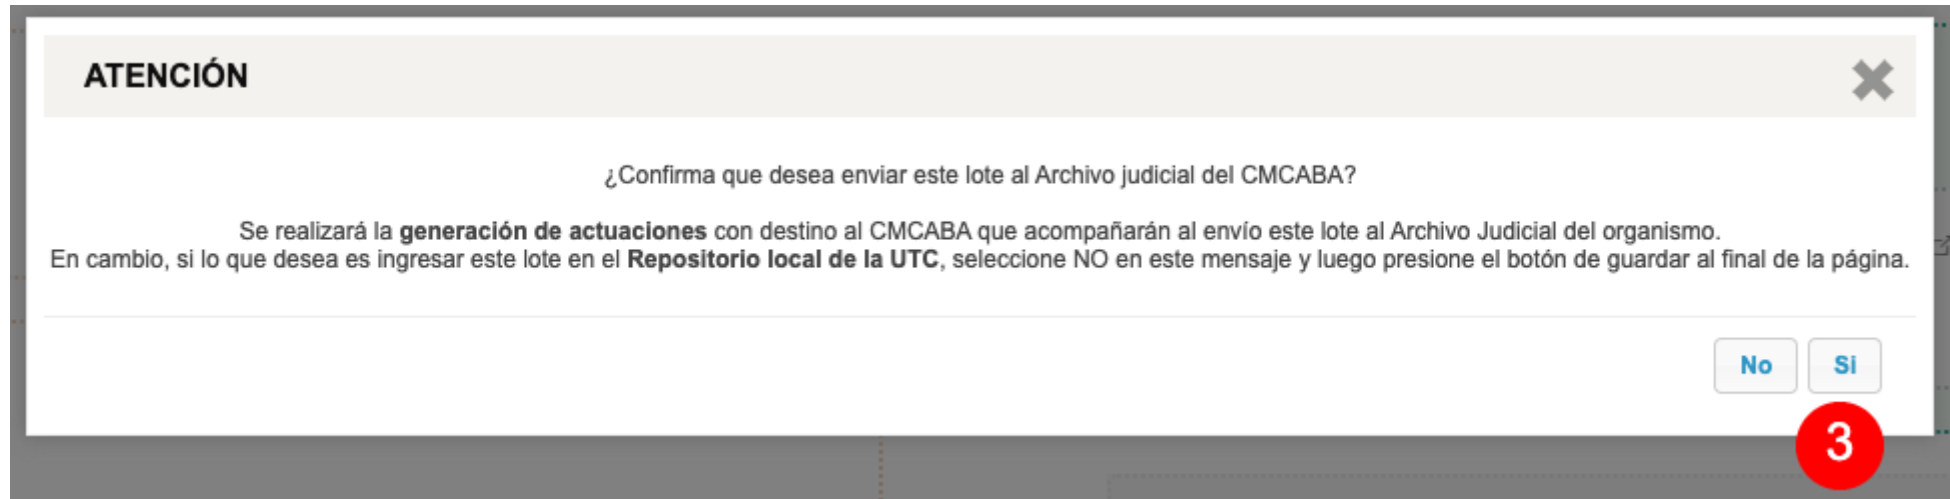 ATENCIÓN
¿Confirma que desea enviar este lote al Archivo judicial del CMCABA?
Se realizará la generación de actuaciones con destino al CMCABA que acompañarán al envío este lote al Archivo Judicial del organismo.
En cambio, si lo que desea es ingresar este lote en el Repositorio local de la UTC, seleccione NO en este mensaje y luego presione el botón de guardar al final de la página.
No Si
3